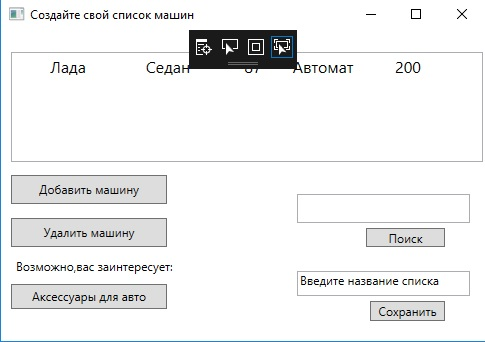 Создайте свой список машин
Лада Седан 67 Автомат 200
Добавить машину
Удалить машину
Поиск
Возможно,вас заинтересует:
Введите название списка
Аксессуары для авто
Сохранить